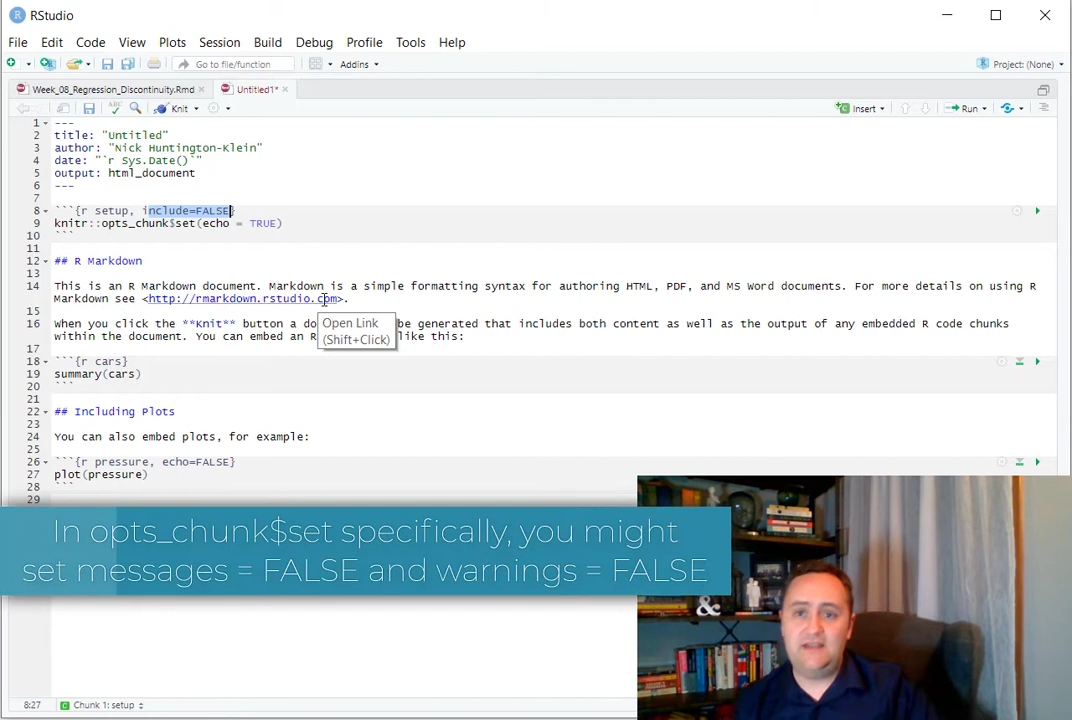 RStudio
File Edit Code View Plots Session Build Debug Profile Tools Help
Go to file/function Addins Project: (None)
Week_08_Regression_Discontinuity.Rmd Untitled1*
ABC Knit Insert Run
1 ---
2 title: "Untitled"
3 author: "Nick Huntington-Klein"
4 date: "`r Sys.Date()`"
5 output: html_document
6 ---
7
8 ```{r setup, include=FALSE}
9 knitr::opts_chunk$set(echo = TRUE)
10 ```
11
12 ## R Markdown
13
14 This is an R Markdown document. Markdown is a simple formatting syntax for authoring HTML, PDF, and MS Word documents. For more details on using R
Markdown see <http://rmarkdown.rstudio.com>.
15
16 When you click the **Knit** button a do be generated that includes both content as well as the output of any embedded R code chunks
within the document. You can embed an R like this:
Open Link
(Shift+Click)
17
18 ```{r cars}
19 summary(cars)
20 ```
21
22 ## Including Plots
23
24 You can also embed plots, for example:
25
26 ```{r pressure, echo=FALSE}
27 plot(pressure)
28 ```
29
In opts_chunk$set specifically, you might
set messages = FALSE and warnings = FALSE
&
8:27 Chunk 1: setup